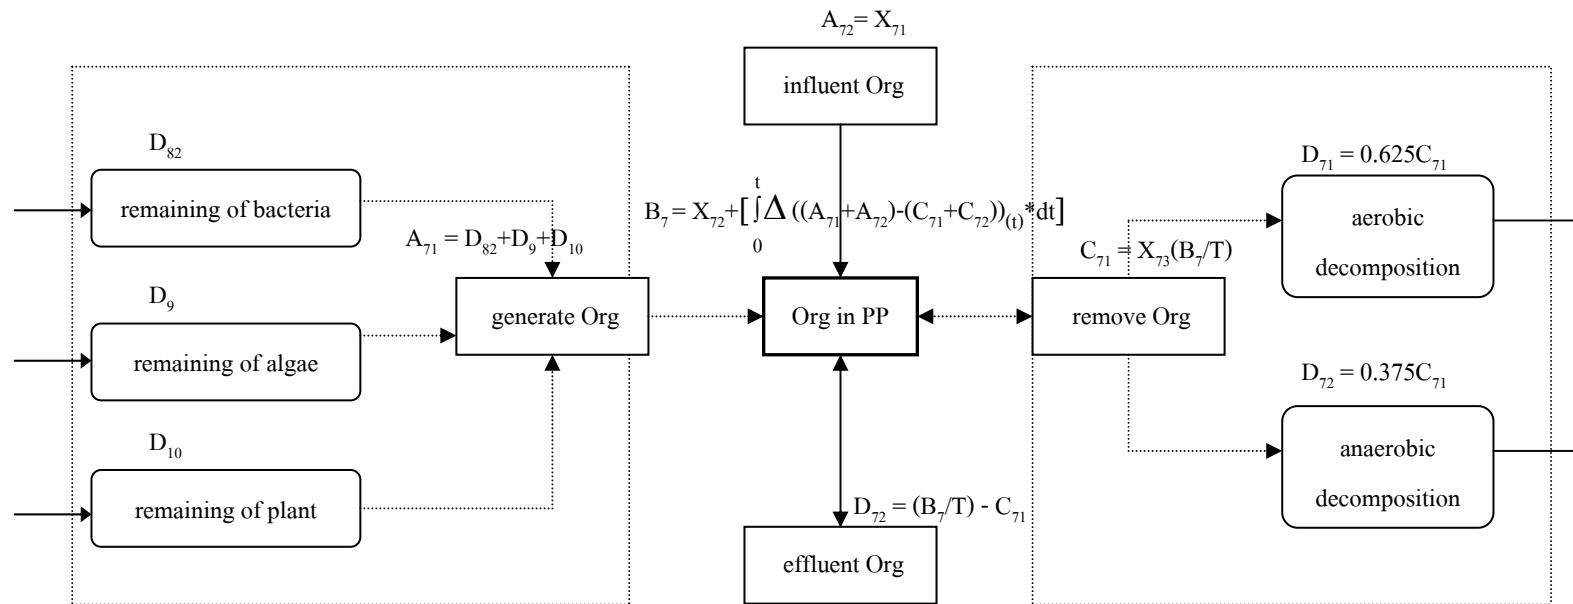 A₇₂= X₇₁
influent Org
D₈₂
remaining of bacteria
A₇₁ = D₈₂+D₉+D₁₀
generate Org
D₉
remaining of algae
D₁₀
remaining of plant
t
B₇ = X₇₂+[∫Δ ((A₇₁+A₇₂)-(C₇₁+C₇₂))₍t₎*dt]
0
Org in PP
C₇₁ = X₇₃(B₇/T)
remove Org
D₇₁ = 0.625C₇₁
aerobic
decomposition
D₇₂ = 0.375C₇₁
anaerobic
decomposition
D₇₂ = (B₇/T) - C₇₁
effluent Org